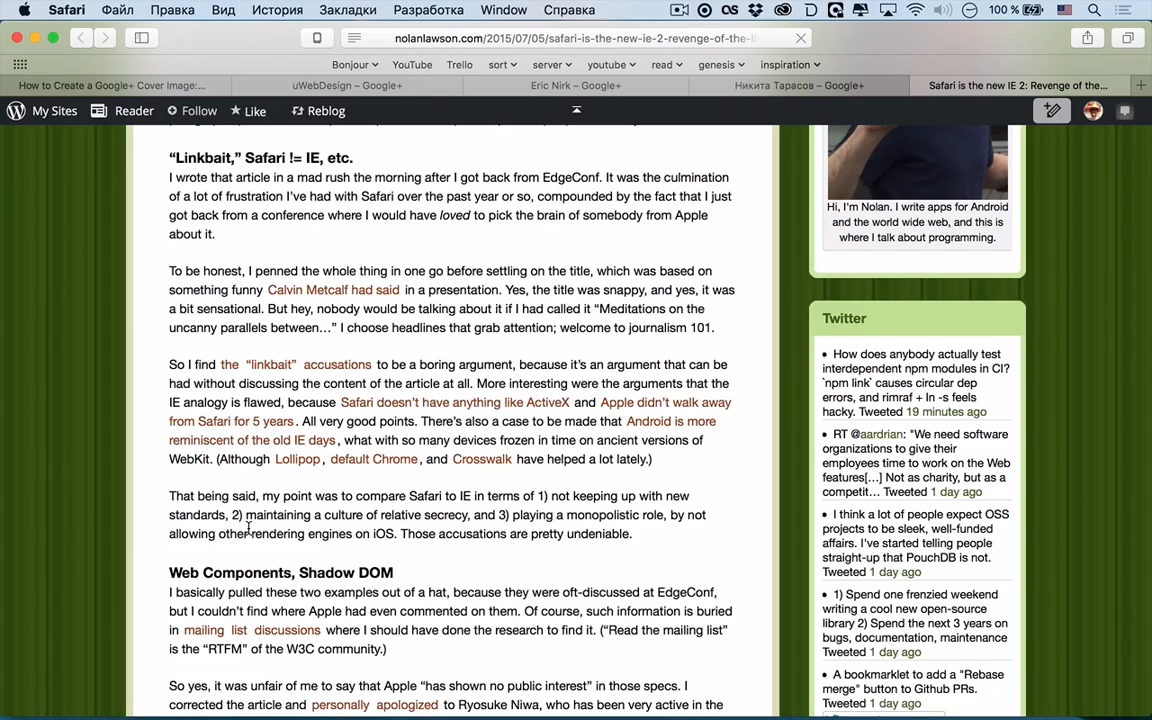 Safari Файл Правка Вид История Закладки Разработка Window Справка 100 %
nolanlawson.com/2015/07/05/safari-is-the-new-ie-2-revenge-of-the-li
Bonjour YouTube Trello sort server youtube read genesis inspiration
How to Create a Google+ Cover Image:... uWebDesign – Google+ Eric Nirk – Google+ Никита Тарасов – Google+ Safari is the new IE 2: Revenge of the...
My Sites Reader Follow Like Reblog
“Linkbait,” Safari != IE, etc.
I wrote that article in a mad rush the morning after I got back from EdgeConf. It was the culmination
of a lot of frustration I’ve had with Safari over the past year or so, compounded by the fact that I just
got back from a conference where I would have loved to pick the brain of somebody from Apple
about it.
To be honest, I penned the whole thing in one go before settling on the title, which was based on
something funny Calvin Metcalf had said in a presentation. Yes, the title was snappy, and yes, it was
a bit sensational. But hey, nobody would be talking about it if I had called it “Meditations on the
uncanny parallels between…” I choose headlines that grab attention; welcome to journalism 101.
So I find the “linkbait” accusations to be a boring argument, because it’s an argument that can be
had without discussing the content of the article at all. More interesting were the arguments that the
IE analogy is flawed, because Safari doesn’t have anything like ActiveX and Apple didn’t walk away
from Safari for 5 years. All very good points. There’s also a case to be made that Android is more
reminiscent of the old IE days, what with so many devices frozen in time on ancient versions of
WebKit. (Although Lollipop, default Chrome, and Crosswalk have helped a lot lately.)
That being said, my point was to compare Safari to IE in terms of 1) not keeping up with new
standards, 2) maintaining a culture of relative secrecy, and 3) playing a monopolistic role, by not
allowing other rendering engines on iOS. Those accusations are pretty undeniable.
Web Components, Shadow DOM
I basically pulled these two examples out of a hat, because they were oft-discussed at EdgeConf,
but I couldn’t find where Apple had even commented on them. Of course, such information is buried
in mailing list discussions where I should have done the research to find it. (“Read the mailing list”
is the “RTFM” of the W3C community.)
So yes, it was unfair of me to say that Apple “has shown no public interest” in those specs. I
corrected the article and personally apologized to Ryosuke Niwa, who has been very active in the
Hi, I'm Nolan. I write apps for Android
and the world wide web, and this is
where I talk about programming.
Twitter
How does anybody actually test
interdependent npm modules in CI?
`npm link` causes circular dep
errors, and rimraf + ln -s feels
hacky. Tweeted 19 minutes ago
RT @aardrian: "We need software
organizations to give their
employees time to work on the Web
features[…] Not as charity, but as a
competit… Tweeted 1 day ago
I think a lot of people expect OSS
projects to be sleek, well-funded
affairs. I've started telling people
straight-up that PouchDB is not.
Tweeted 1 day ago
1) Spend one frenzied weekend
writing a cool new open-source
library 2) Spend the next 3 years on
bugs, documentation, maintenance
Tweeted 1 day ago
A bookmarklet to add a "Rebase
merge" button to Github PRs.
Tweeted 1 day ago